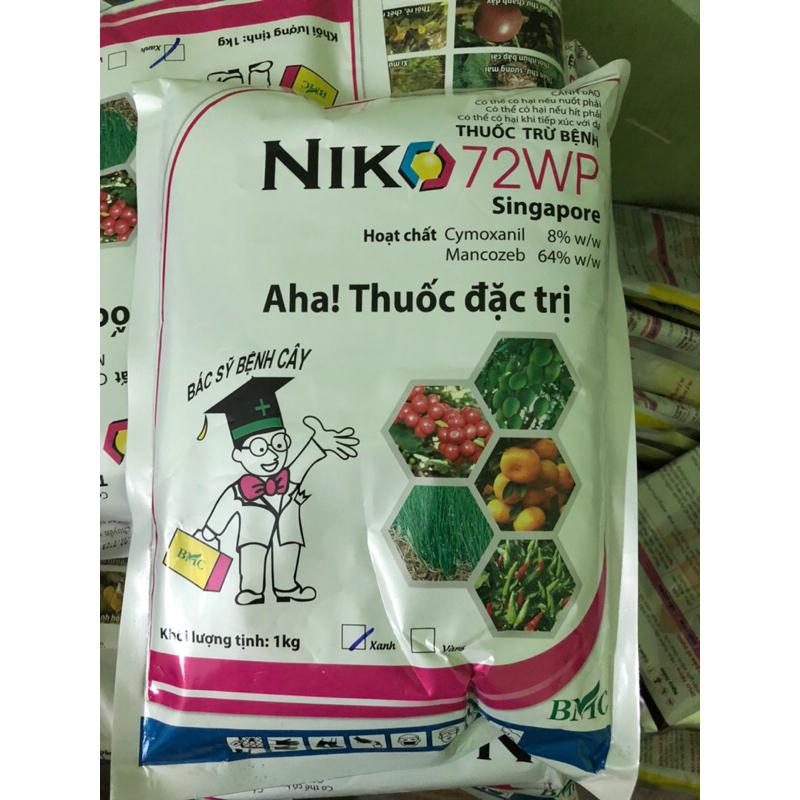 Khối lượng tịnh: 1kg
Xanh
BMC
CẢNH BÁO
Có thể có hại nếu nuốt phải
Có thể có hại nếu hít phải
Có thể có hại khi tiếp xúc với da
THUỐC TRỪ BỆNH
NIKO 72WP
Singapore
Hoạt chất Cymoxanil 8% w/w
Mancozeb 64% w/w
Aha! Thuốc đặc trị
BÁC SỸ BỆNH CÂY
BMC
Khối lượng tịnh: 1kg
Xanh
Vàng
BMC